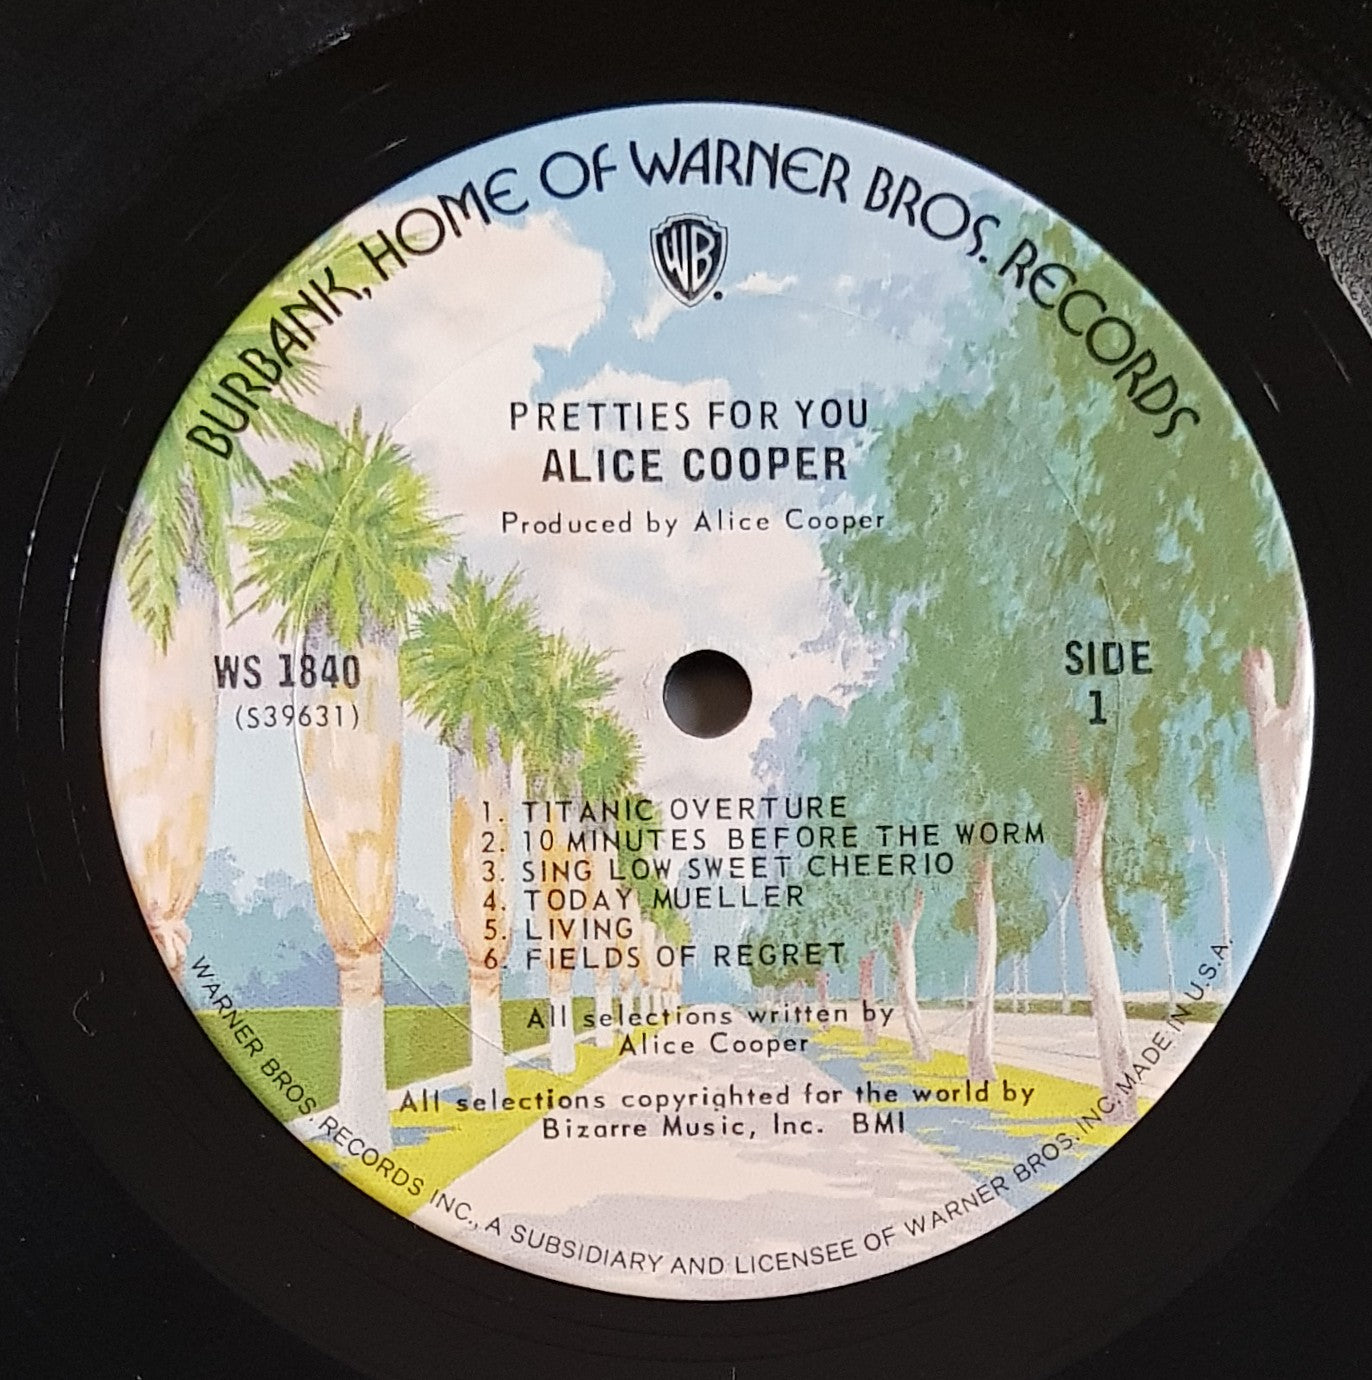 BURBANK, HOME OF WARNER BROS. RECORDS
WB
PRETTIES FOR YOU
ALICE COOPER
Produced by Alice Cooper
WS 1840
(S39631)
SIDE
1
1. TITANIC OVERTURE
2. 10 MINUTES BEFORE THE WORM
3. SING LOW SWEET CHEERIO
4. TODAY MUELLER
5. LIVING
6. FIELDS OF REGRET
All selections written by
Alice Cooper
All selections copyrighted for the world by
Bizarre Music, Inc. BMI
WARNER BROS. RECORDS INC., A SUBSIDIARY AND LICENSEE OF WARNER BROS. INC. MADE IN U.S.A.